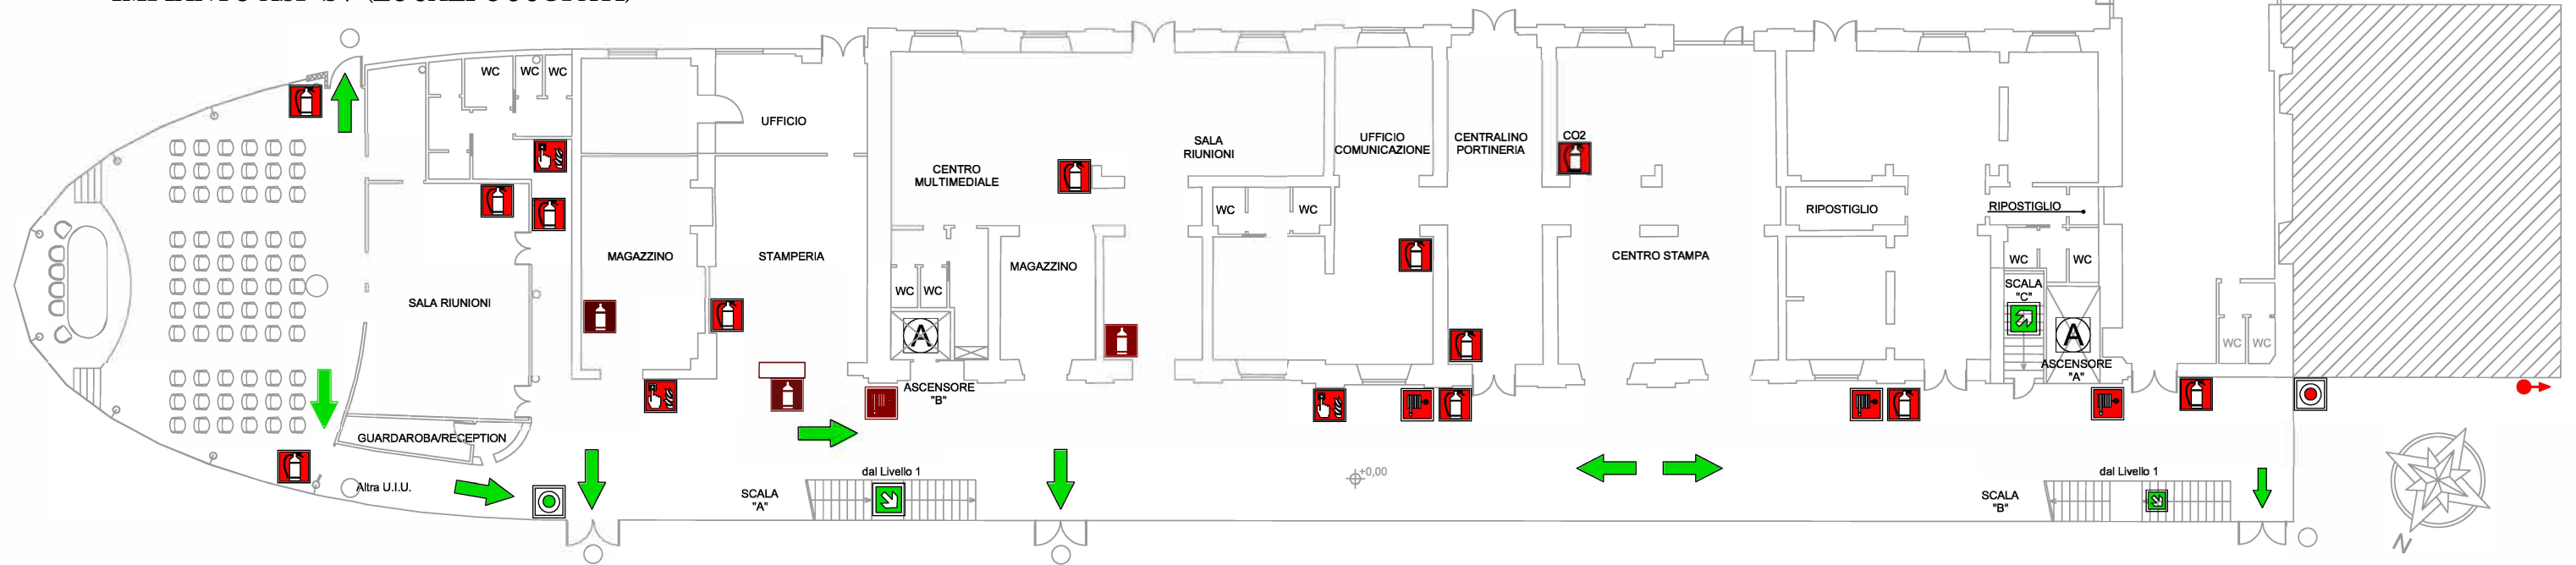 WC
WC
WC
UFFICIO
CENTRO
MULTIMEDIALE
SALA
RIUNIONI
UFFICIO
COMUNICAZIONE
CENTRALINO
PORTINERIA
CO2
WC
WC
RIPOSTIGLIO
RIPOSTIGLIO
MAGAZZINO
STAMPERIA
MAGAZZINO
CENTRO STAMPA
WC
WC
WC
WC
SALA RIUNIONI
SCALA
"C"
A
A
WC
WC
ASCENSORE
"B"
ASCENSORE
"A"
GUARDAROBA/RECEPTION
Altra U.I.U.
SCALA
"A"
dal Livello 1
+0,00
SCALA
"B"
dal Livello 1
N